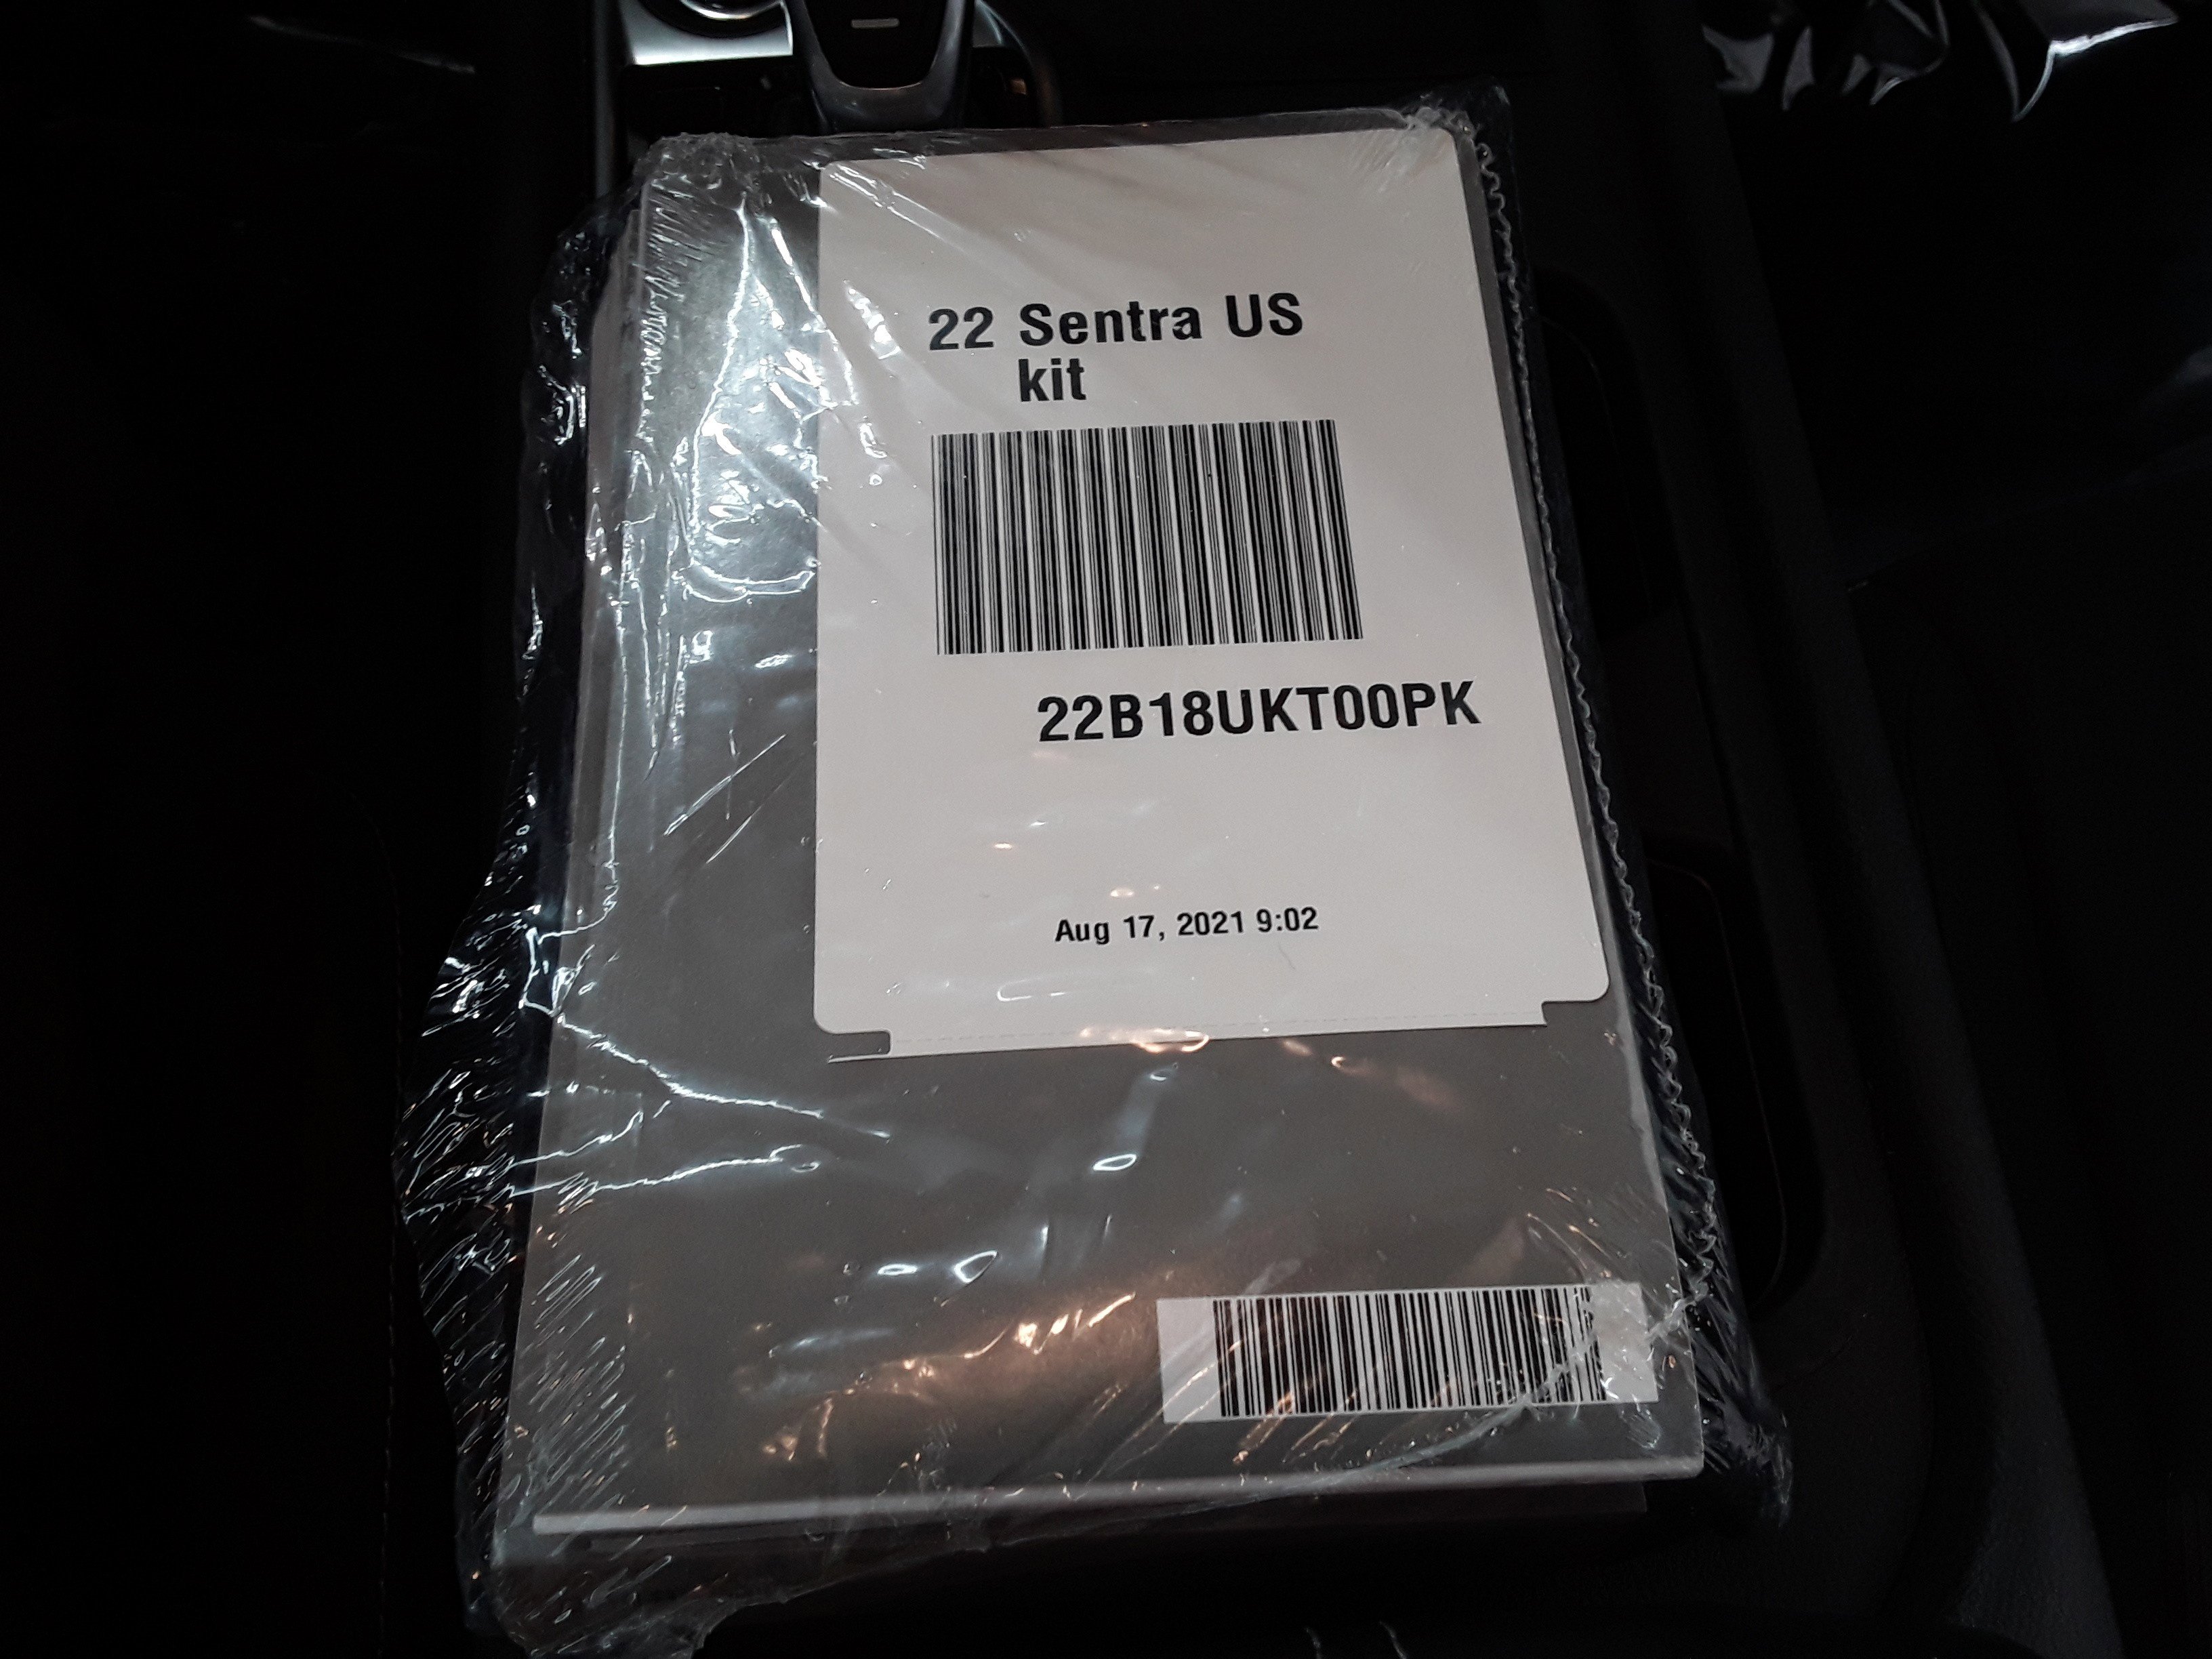 22 Sentra US
kit
22B18UKT00PK
Aug 17, 2021 9:02